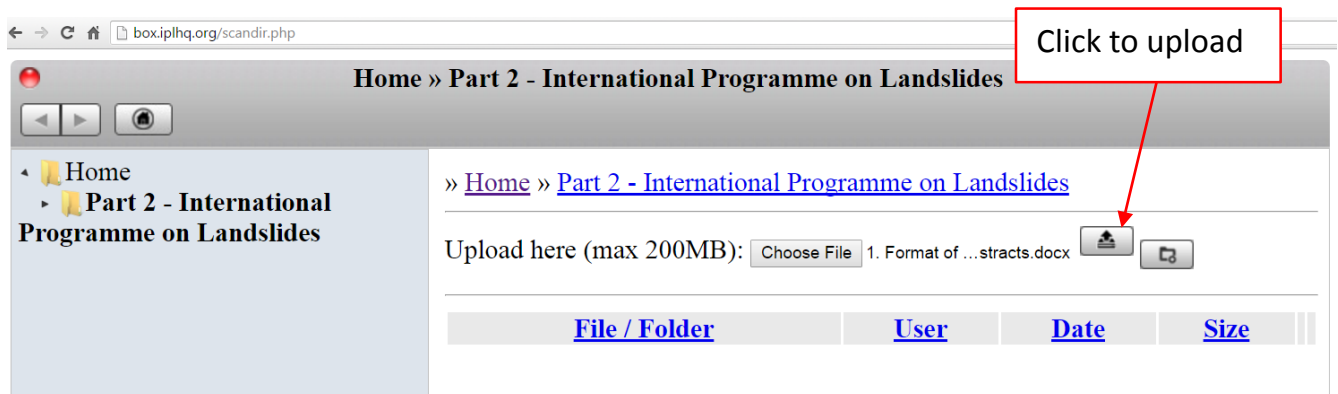 box.iplhq.org/scandir.php
Click to upload
Home » Part 2 - International Programme on Landslides
Home
Part 2 - International
Programme on Landslides
» Home » Part 2 - International Programme on Landslides
Upload here (max 200MB): Choose File 1. Format of ...stracts.docx
File / Folder User Date Size